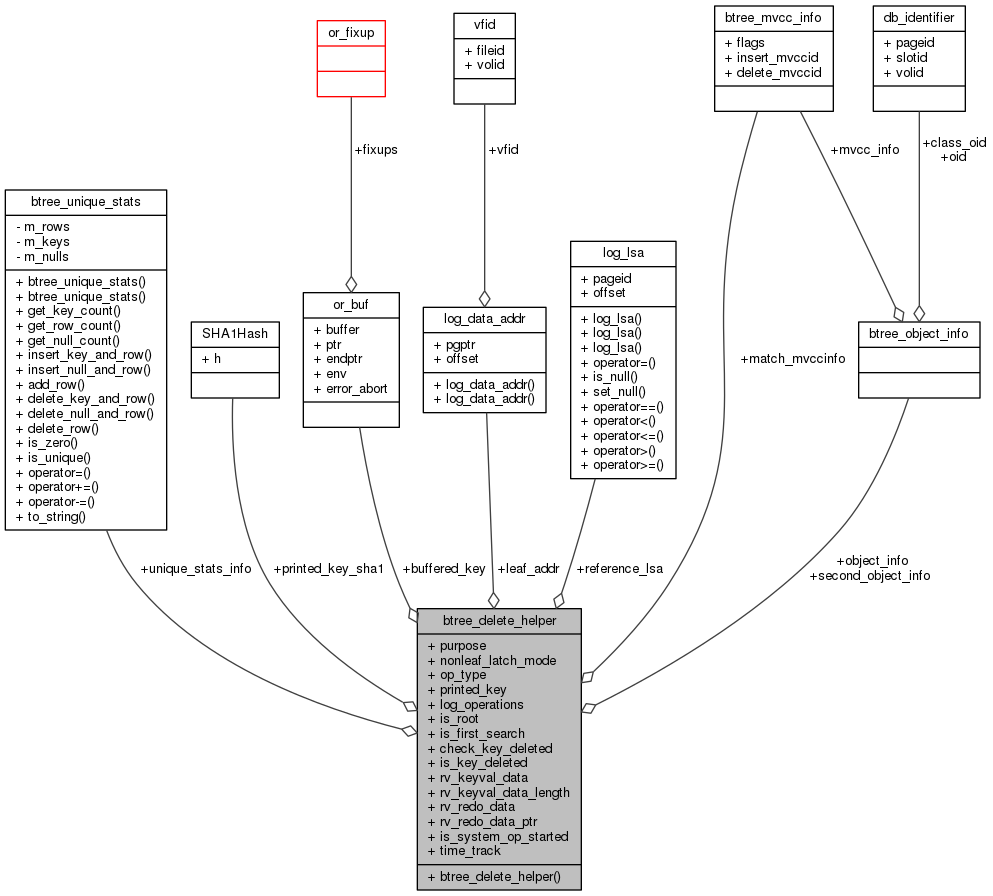 or_fixup
vfid
+ fileid
+ volid
btree_mvcc_info
+ flags
+ insert_mvccid
+ delete_mvccid
db_identifier
+ pageid
+ slotid
+ volid
+fixups
+vfid
+mvcc_info
+class_oid
+oid
btree_unique_stats
- m_rows
- m_keys
- m_nulls
+ btree_unique_stats()
+ btree_unique_stats()
+ get_key_count()
+ get_row_count()
+ get_null_count()
+ insert_key_and_row()
+ insert_null_and_row()
+ add_row()
+ delete_key_and_row()
+ delete_null_and_row()
+ delete_row()
+ is_zero()
+ is_unique()
+ operator=()
+ operator+=()
+ operator-=()
+ to_string()
SHA1Hash
+ h
or_buf
+ buffer
+ ptr
+ endptr
+ env
+ error_abort
log_data_addr
+ pgptr
+ offset
+ log_data_addr()
+ log_data_addr()
log_lsa
+ pageid
+ offset
+ log_lsa()
+ log_lsa()
+ log_lsa()
+ operator=()
+ is_null()
+ set_null()
+ operator==()
+ operator<()
+ operator<=()
+ operator>()
+ operator>=()
btree_object_info
+match_mvccinfo
+unique_stats_info
+printed_key_sha1
+buffered_key
+leaf_addr
+reference_lsa
+object_info
+second_object_info
btree_delete_helper
+ purpose
+ nonleaf_latch_mode
+ op_type
+ printed_key
+ log_operations
+ is_root
+ is_first_search
+ check_key_deleted
+ is_key_deleted
+ rv_keyval_data
+ rv_keyval_data_length
+ rv_redo_data
+ rv_redo_data_ptr
+ is_system_op_started
+ time_track
+ btree_delete_helper()